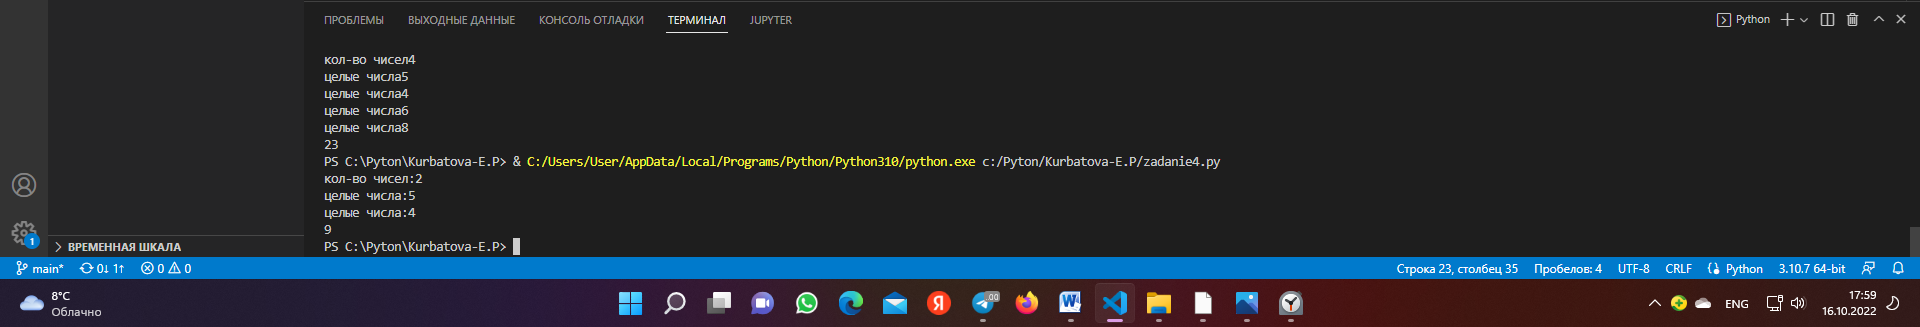 ПРОБЛЕМЫ ВЫХОДНЫЕ ДАННЫЕ КОНСОЛЬ ОТЛАДКИ ТЕРМИНАЛ JUPYTER Python
кол-во чисел4
целые числа5
целые числа4
целые числа6
целые числа8
23
PS C:\Pyton\Kurbatova-E.P> & C:/Users/User/AppData/Local/Programs/Python/Python310/python.exe c:/Pyton/Kurbatova-E.P/zadanie4.py
кол-во чисел:2
целые числа:5
целые числа:4
9
PS C:\Pyton\Kurbatova-E.P>
1
ВРЕМЕННАЯ ШКАЛА
main* 0↓ 1↑ 0 0 Строка 23, столбец 35 Пробелов: 4 UTF-8 CRLF Python 3.10.7 64-bit
8°C
Облачно
Я
.00
W
ENG
17:59
16.10.2022